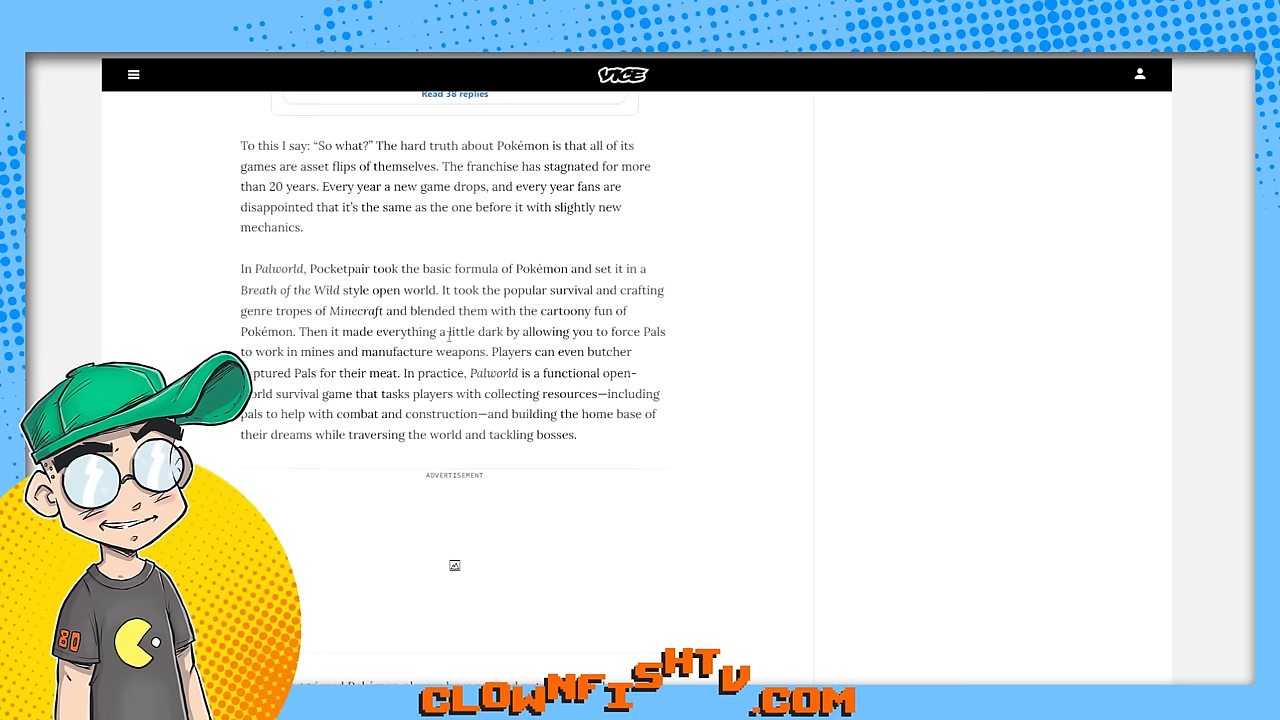 VICE
Read 38 replies
To this I say: “So what?” The hard truth about Pokémon is that all of its
games are asset flips of themselves. The franchise has stagnated for more
than 20 years. Every year a new game drops, and every year fans are
disappointed that it’s the same as the one before it with slightly new
mechanics.
In Palworld, Pocketpair took the basic formula of Pokémon and set it in a
Breath of the Wild style open world. It took the popular survival and crafting
genre tropes of Minecraft and blended them with the cartoony fun of
Pokémon. Then it made everything a little dark by allowing you to force Pals
to work in mines and manufacture weapons. Players can even butcher
ptured Pals for their meat. In practice, Palworld is a functional open-
orld survival game that tasks players with collecting resources—including
pals to help with combat and construction—and building the home base of
their dreams while traversing the world and tackling bosses.
ADVERTISEMENT
80
CLOWNFISHTV.COM